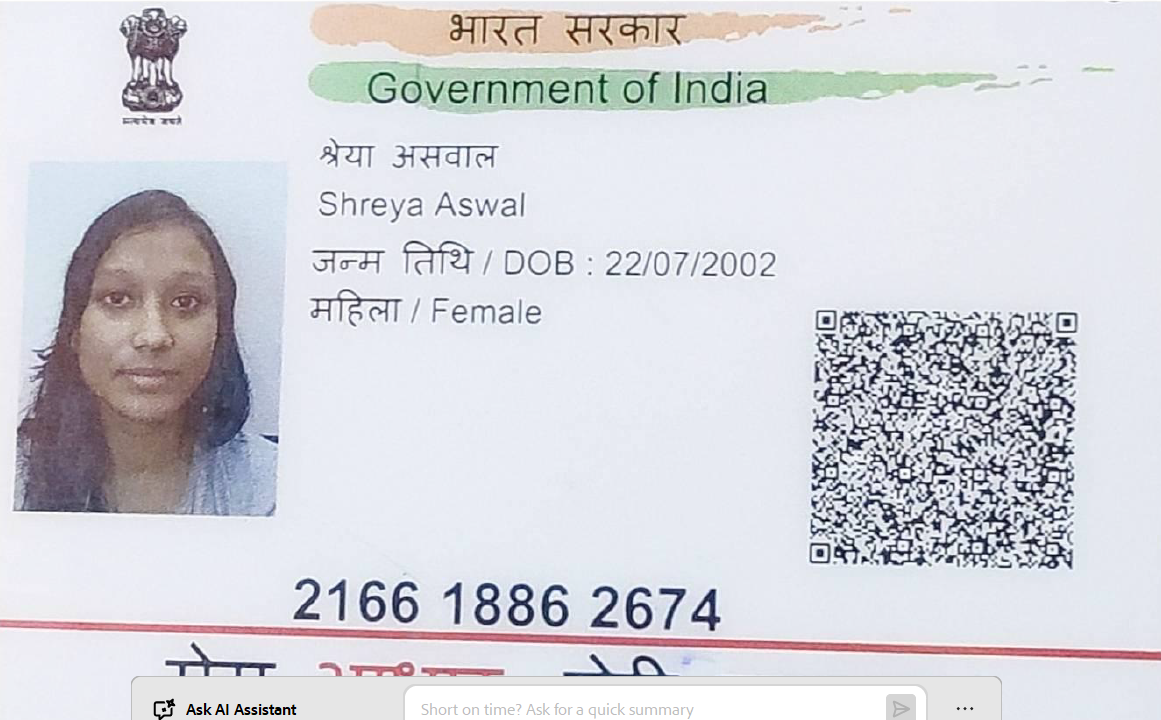 सत्यमेव जयते
भारत सरकार
Government of India
श्रेया असवाल
Shreya Aswal
जन्म तिथि / DOB : 22/07/2002
महिला / Female
2166 1886 2674
Ask AI Assistant
Short on time? Ask for a quick summary